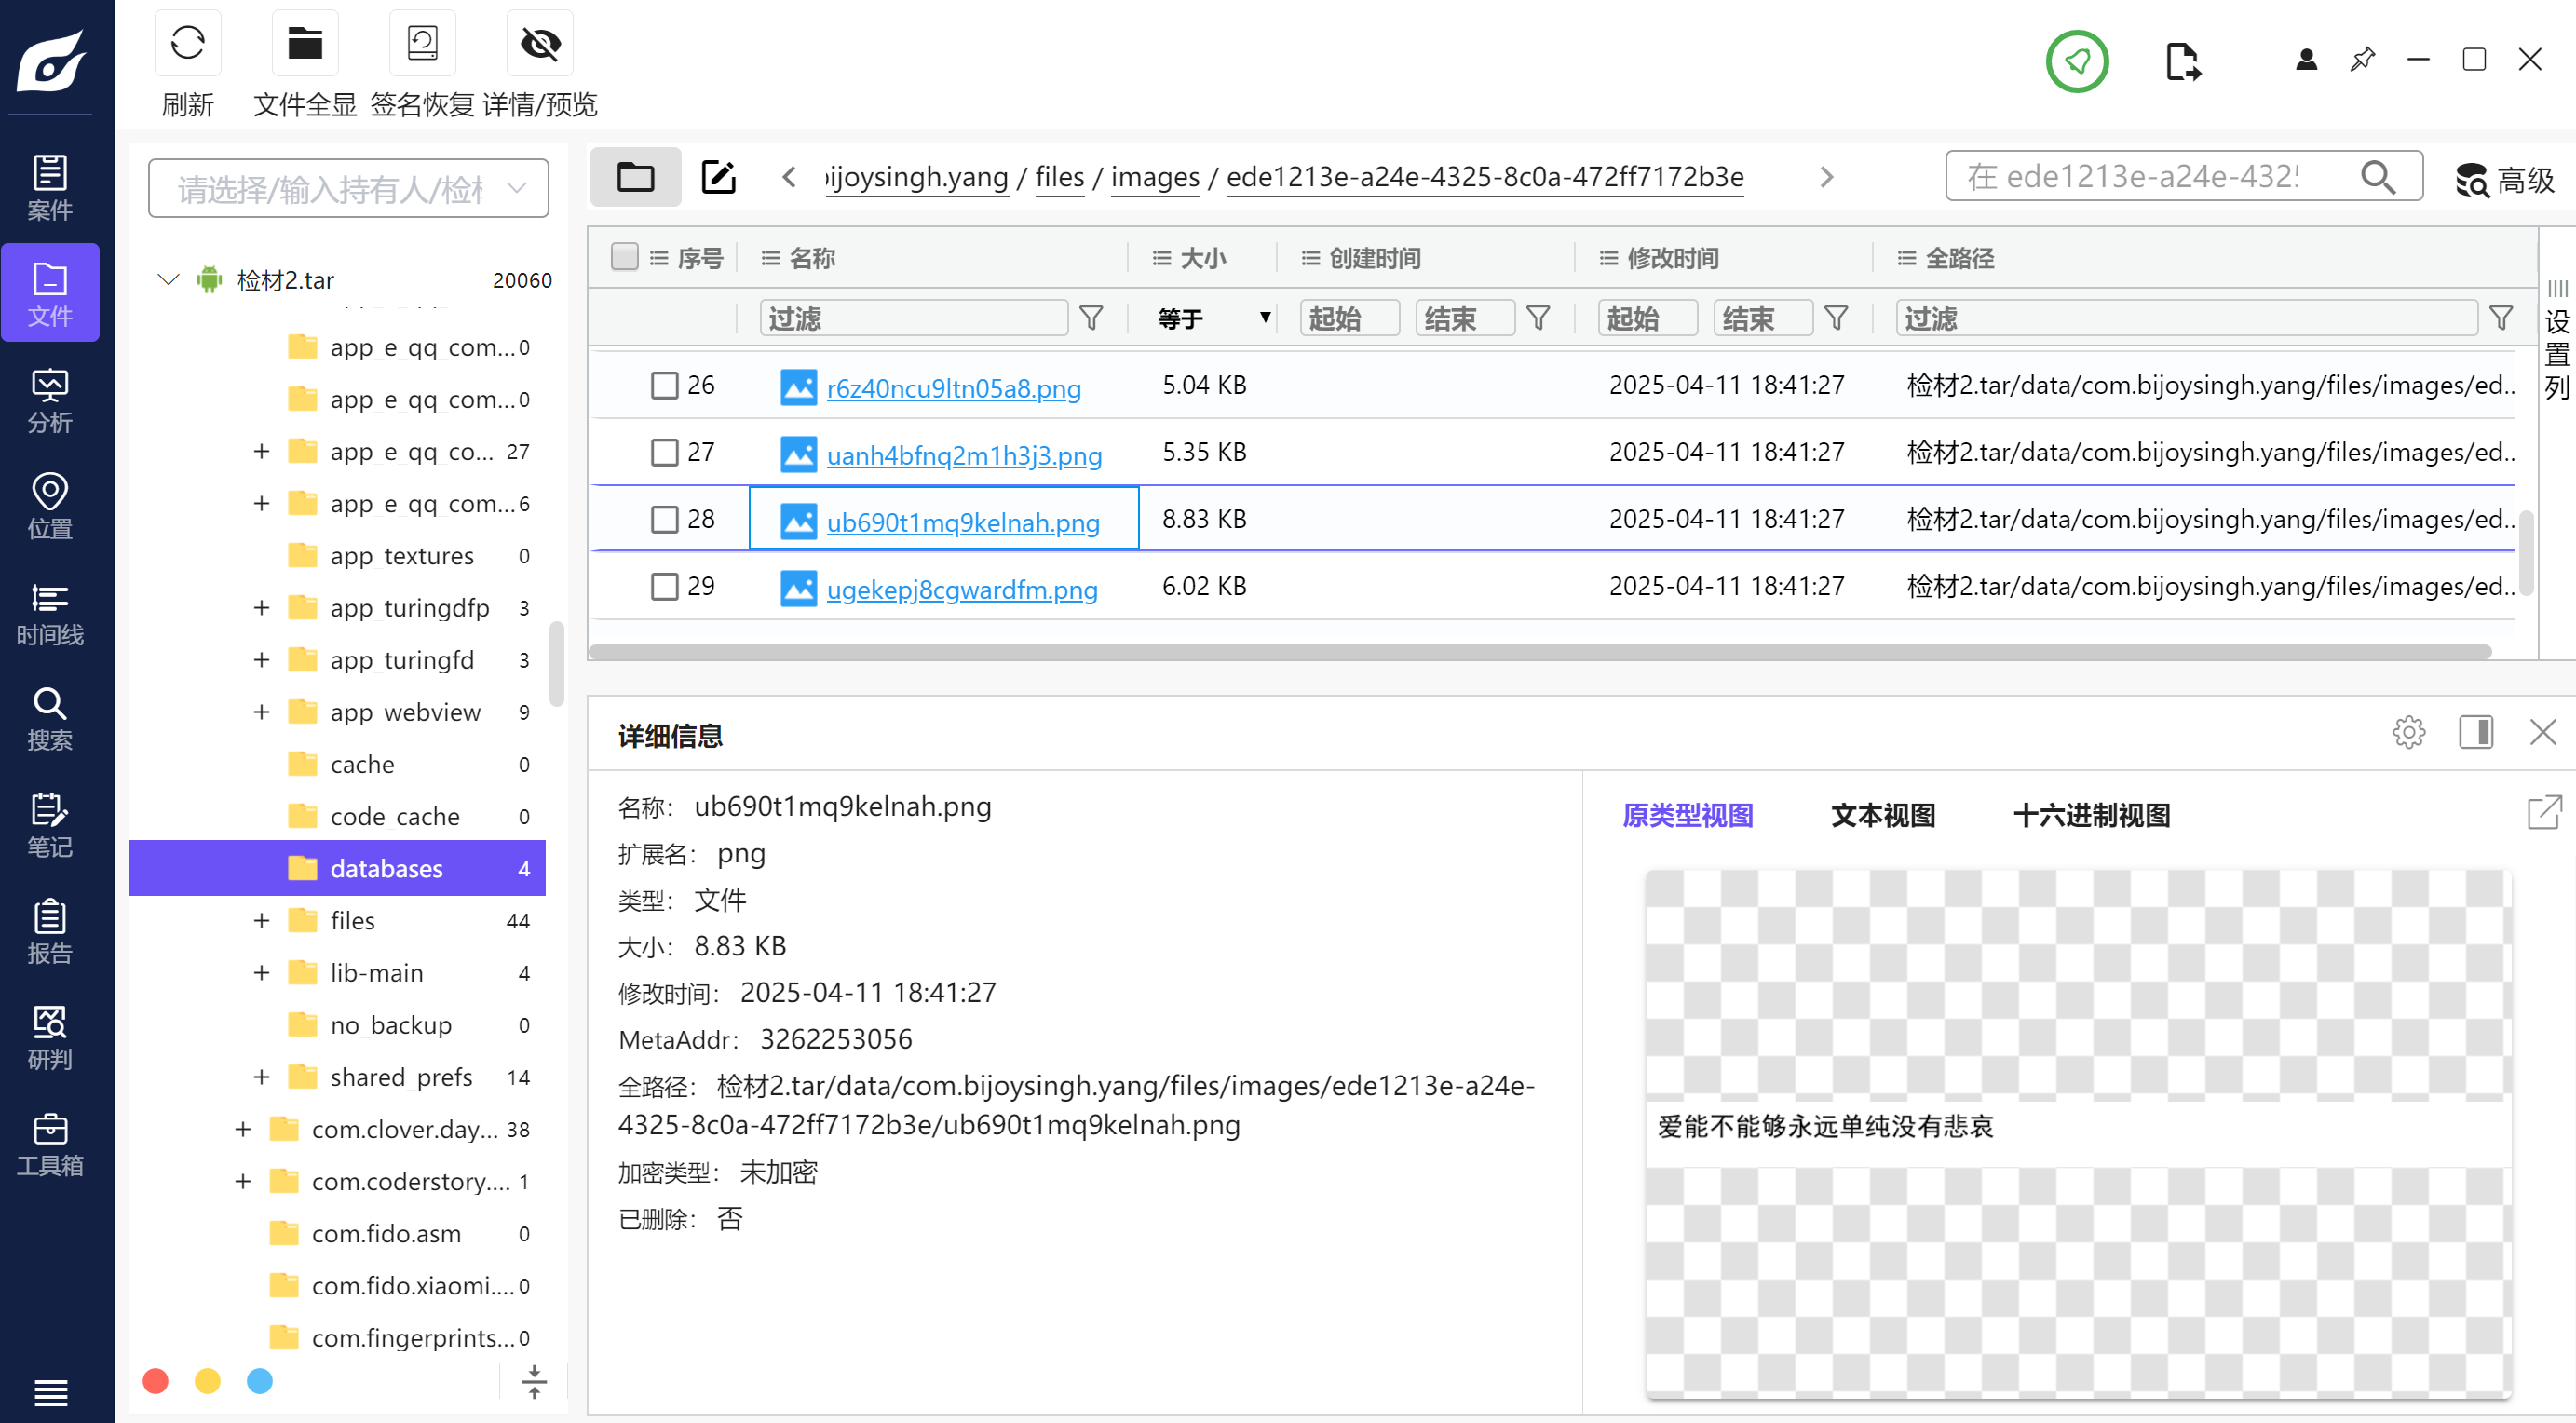 刷新
文件全显
签名恢复
详情/预览
案件
文件
分析
位置
时间线
搜索
笔记
报告
研判
工具箱
请选择/输入持有人/检
检材2.tar 20060
app_e_qq_com... 0
app_e_qq_com... 0
app_e_qq_co... 27
app_e_qq_com... 6
app_textures 0
app_turingdfp 3
app_turingfd 3
app_webview 9
cache 0
code_cache 0
databases 4
files 44
lib-main 4
no_backup 0
shared_prefs 14
com.clover.day... 38
com.coderstory.... 1
com.fido.asm 0
com.fido.xiaomi.... 0
com.fingerprints... 0
bijoysingh.yang / files / images / ede1213e-a24e-4325-8c0a-472ff7172b3e
在 ede1213e-a24e-432
高级
序号 名称 大小 创建时间 修改时间 全路径
过滤 等于 起始 结束 起始 结束 过滤
26 r6z40ncu9ltn05a8.png 5.04 KB 2025-04-11 18:41:27 检材2.tar/data/com.bijoysingh.yang/files/images/ed...
27 uanh4bfnq2m1h3j3.png 5.35 KB 2025-04-11 18:41:27 检材2.tar/data/com.bijoysingh.yang/files/images/ed...
28 ub690t1mq9kelnah.png 8.83 KB 2025-04-11 18:41:27 检材2.tar/data/com.bijoysingh.yang/files/images/ed...
29 ugekepj8cgwardfm.png 6.02 KB 2025-04-11 18:41:27 检材2.tar/data/com.bijoysingh.yang/files/images/ed...
设置列
详细信息
名称： ub690t1mq9kelnah.png
扩展名： png
类型： 文件
大小： 8.83 KB
修改时间： 2025-04-11 18:41:27
MetaAddr： 3262253056
全路径： 检材2.tar/data/com.bijoysingh.yang/files/images/ede1213e-a24e-
4325-8c0a-472ff7172b3e/ub690t1mq9kelnah.png
加密类型： 未加密
已删除： 否
原类型视图 文本视图 十六进制视图
爱能不能够永远单纯没有悲哀